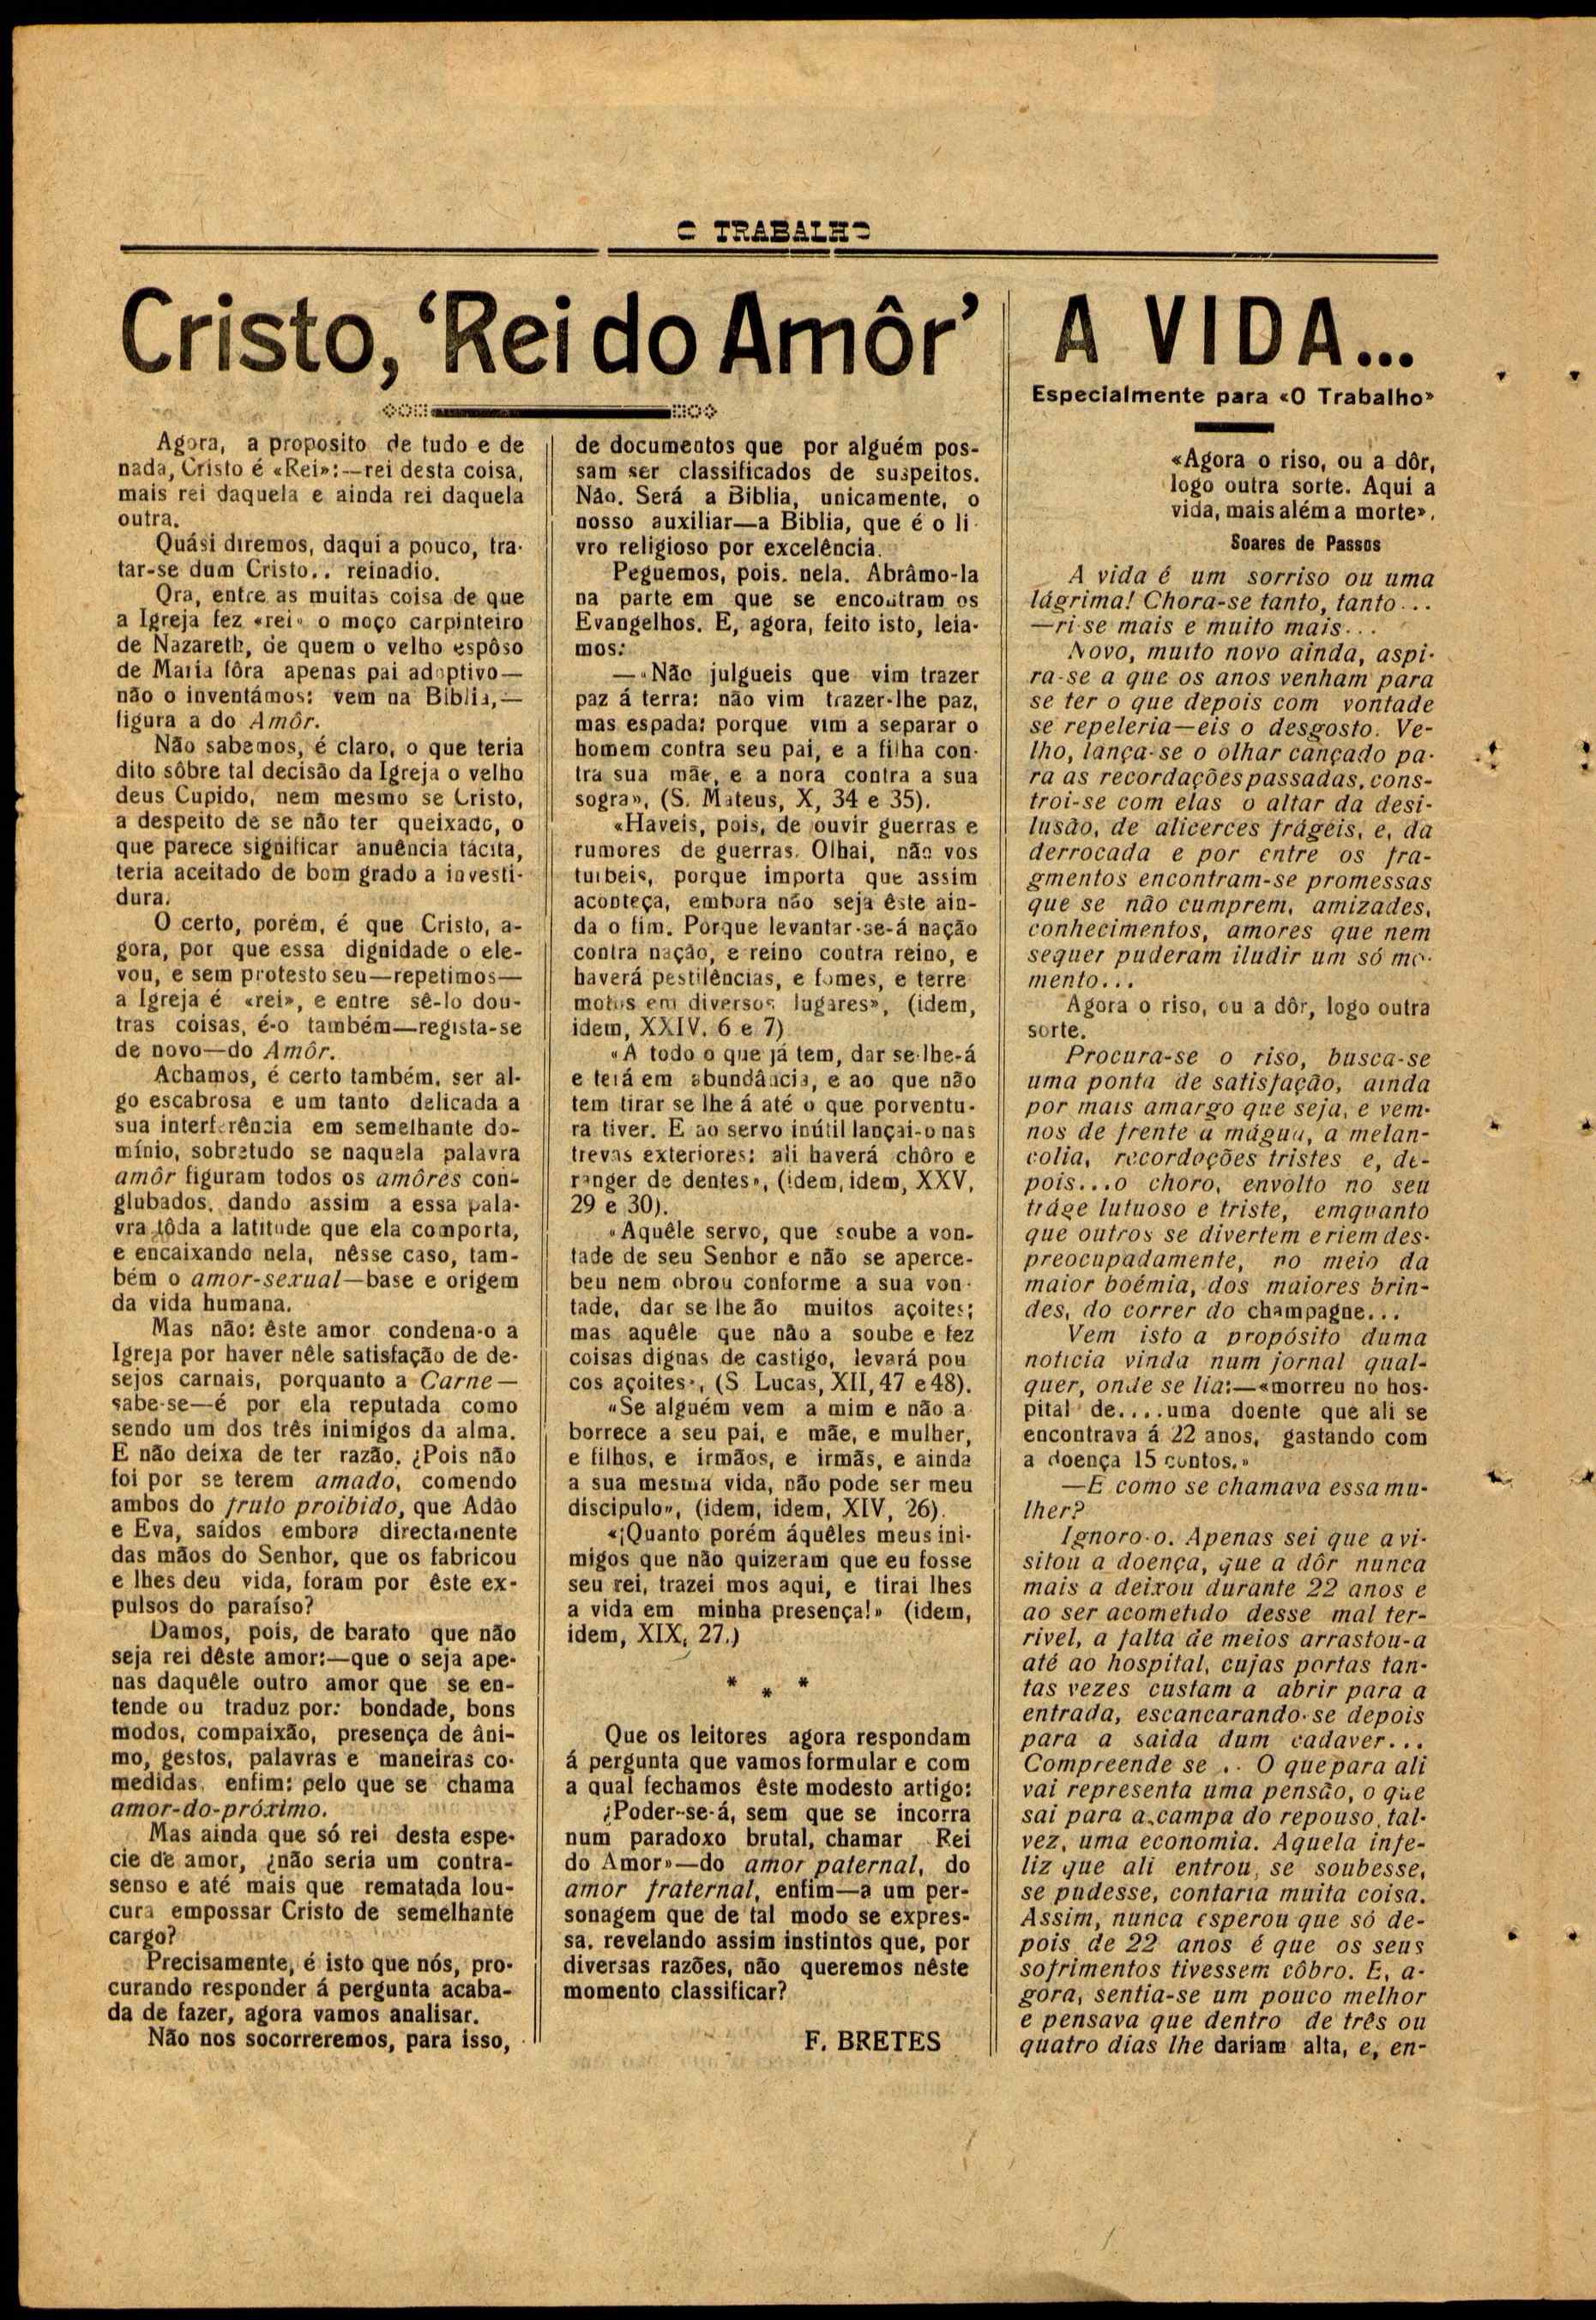 O TRABALHO
Cristo, 'Rei do Amôr'
Agora, a proposito de tudo e de
nada, Cristo é «Rei»:—rei desta coisa,
mais rei daquela e ainda rei daquela
outra.
Quási diremos, daqui a pouco, tra-
tar-se dum Cristo.. reinadio.
Ora, entre as muitas coisa de que
a Igreja fez «rei» o moço carpinteiro
de Nazareth, de quem o velho espôso
de Maria fôra apenas pai adoptivo—
não o inventámos: vem na Biblia,—
figura a do Amôr.
Não sabemos, é claro, o que teria
dito sôbre tal decisão da Igreja o velho
deus Cupido, nem mesmo se Cristo,
a despeito de se não ter queixado, o
que parece significar anuência tácita,
teria aceitado de bom grado a investi-
dura.
O certo, porém, é que Cristo, a-
gora, por que essa dignidade o ele-
vou, e sem protesto seu—repetimos—
a Igreja é «rei», e entre sê-lo dou-
tras coisas, é-o também—regista-se
de novo—do Amôr.
Achamos, é certo também, ser al-
go escabrosa e um tanto delicada a
sua interferência em semelhante do-
mínio, sobretudo se naquela palavra
amôr figuram todos os amôres con-
glubados, dando assim a essa pala-
vra tôda a latitude que ela comporta,
e encaixando nela, nêsse caso, tam-
bém o amor-sexual—base e origem
da vida humana.
Mas não: êste amor condena-o a
Igreja por haver nêle satisfação de de-
sejos carnais, porquanto a Carne—
sabe-se—é por ela reputada como
sendo um dos três inimigos da alma.
E não deixa de ter razão. ¿Pois não
foi por se terem amado, comendo
ambos do fruto proibido, que Adão
e Eva, saídos embora directamente
das mãos do Senhor, que os fabricou
e lhes deu vida, foram por êste ex-
pulsos do paraíso?
Damos, pois, de barato que não
seja rei dêste amor:—que o seja ape-
nas daquêle outro amor que se en-
tende ou traduz por: bondade, bons
modos, compaixão, presença de âni-
mo, gestos, palavras e maneiras co-
medidas, enfim: pelo que se chama
amor-do-próximo.
Mas ainda que só rei desta espe-
cie de amor, ¿não seria um contra-
senso e até mais que rematada lou-
cura empossar Cristo de semelhante
cargo?
Precisamente, é isto que nós, pro-
curando responder á pergunta acaba-
da de fazer, agora vamos analisar.
Não nos socorreremos, para isso,
de documentos que por alguém pos-
sam ser classificados de suspeitos.
Não. Será a Biblia, unicamente, o
nosso auxiliar—a Biblia, que é o li-
vro religioso por excelência.
Peguemos, pois, nela. Abrâmo-la
na parte em que se encontram os
Evangelhos. E, agora, feito isto, leia-
mos:
—«Não julgueis que vim trazer
paz á terra: não vim trazer-lhe paz,
mas espada: porque vim a separar o
homem contra seu pai, e a filha con-
tra sua mãe, e a nora contra a sua
sogra», (S. Mateus, X, 34 e 35).
«Haveis, pois, de ouvir guerras e
rumores de guerras. Olhai, não vos
turbeis, porque importa que assim
aconteça, embora não seja êste ain-
da o fim. Porque levantar-se-á nação
contra nação, e reino contra reino, e
haverá pestilências, e fomes, e terre
motos em diversos lugares», (idem,
idem, XXIV. 6 e 7)
«A todo o que já tem, dar se-lhe-á
e terá em abundância, e ao que não
tem tirar se lhe á até o que porventu-
ra tiver. E ao servo inútil lançai-o nas
trevas exteriores: ali haverá chôro e
ranger de dentes», (idem, idem, XXV,
29 e 30).
«Aquêle servo, que soube a von-
tade de seu Senhor e não se aperce-
beu nem obrou conforme a sua von-
tade, dar se lhe ão muitos açoites;
mas aquêle que não a soube e fez
coisas dignas de castigo, levará pou
cos açoites», (S Lucas, XII, 47 e 48).
«Se alguém vem a mim e não a
borrece a seu pai, e mãe, e mulher,
e filhos, e irmãos, e irmãs, e ainda
a sua mesma vida, não pode ser meu
discipulo», (idem, idem, XIV, 26).
«¡Quanto porém áquêles meus ini-
migos que não quizeram que eu fosse
seu rei, trazei mos aqui, e tirai lhes
a vida em minha presença!» (idem,
idem, XIX, 27.)
* * *
Que os leitores agora respondam
á pergunta que vamos formular e com
a qual fechamos êste modesto artigo:
¿Poder-se-á, sem que se incorra
num paradoxo brutal, chamar Rei
do Amor»—do amor paternal, do
amor fraternal, enfim—a um per-
sonagem que de tal modo se expres-
sa, revelando assim instintos que, por
diversas razões, não queremos nêste
momento classificar?
F. BRETES
A VIDA...
Especialmente para «O Trabalho»
«Agora o riso, ou a dôr,
logo outra sorte. Aqui a
vida, mais além a morte».
Soares de Passos
A vida é um sorriso ou uma
lágrima! Chora-se tanto, tanto...
—ri-se mais e muito mais...
Novo, muito novo ainda, aspi-
ra-se a que os anos venham para
se ter o que depois com vontade
se repeleria—eis o desgosto. Ve-
lho, lança-se o olhar cançado pa-
ra as recordações passadas, cons-
troi-se com elas o altar da desi-
lusão, de alicerces frágeis, e, da
derrocada e por entre os fra-
gmentos encontram-se promessas
que se não cumprem, amizades,
conhecimentos, amores que nem
sequer puderam iludir um só mo-
mento...
Agora o riso, ou a dôr, logo outra
sorte.
Procura-se o riso, busca-se
uma ponta de satisfação, ainda
por mais amargo que seja, e vem-
nos de frente a mágua, a melan-
colia, recordações tristes e, de-
pois...o choro, envolto no seu
tráge lutuoso e triste, emquanto
que outros se divertem e riem des-
preocupadamente, no meio da
maior boémia, dos maiores brin-
des, do correr do champagne...
Vem isto a propósito duma
noticia vinda num jornal qual-
quer, onde se lia:—«morreu no hos-
pital de....uma doente que ali se
encontrava á 22 anos, gastando com
a doença 15 contos.»
—E como se chamava essa mu-
lher?
Ignoro-o. Apenas sei que a vi-
sitou a doença, que a dôr nunca
mais a deixou durante 22 anos e
ao ser acometido desse mal ter-
rivel, a falta de meios arrastou-a
até ao hospital, cujas portas tan-
tas vezes custam a abrir para a
entrada, escancarando-se depois
para a saida dum cadaver...
Compreende se .. O que para ali
vai representa uma pensão, o que
sai para a campa do repouso, tal-
vez, uma economia. Aquela infe-
liz que ali entrou, se soubesse,
se pudesse, contaria muita coisa.
Assim, nunca esperou que só de-
pois de 22 anos é que os seus
sofrimentos tivessem côbro. E, a-
gora, sentia-se um pouco melhor
e pensava que dentro de três ou
quatro dias lhe dariam alta, e, en-